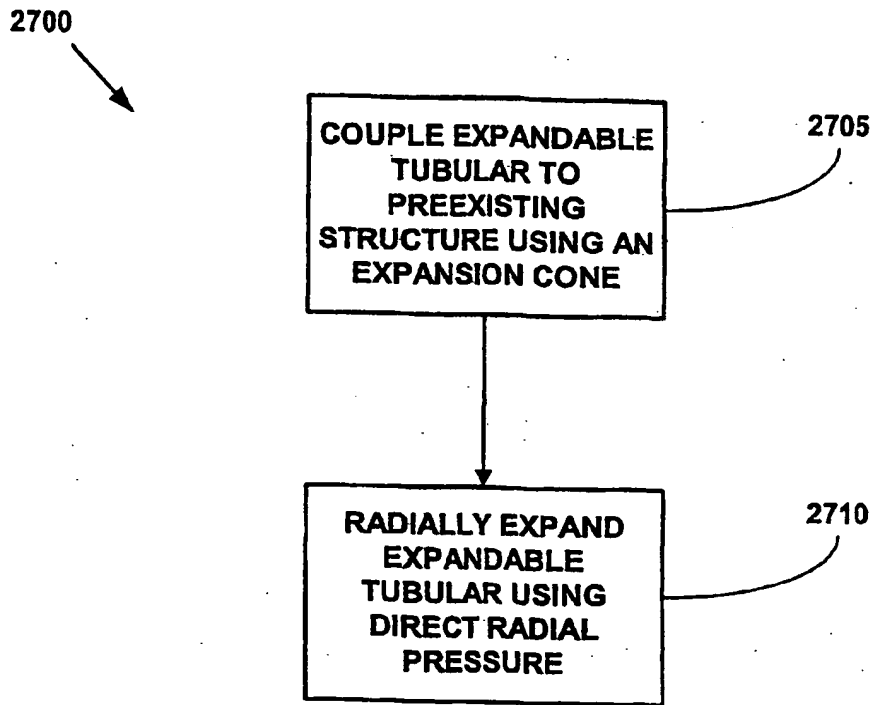 2700
COUPLE EXPANDABLE
TUBULAR TO
PREEXISTING
STRUCTURE USING AN
EXPANSION CONE
2705
RADIALLY EXPAND
EXPANDABLE
TUBULAR USING
DIRECT RADIAL
PRESSURE
2710